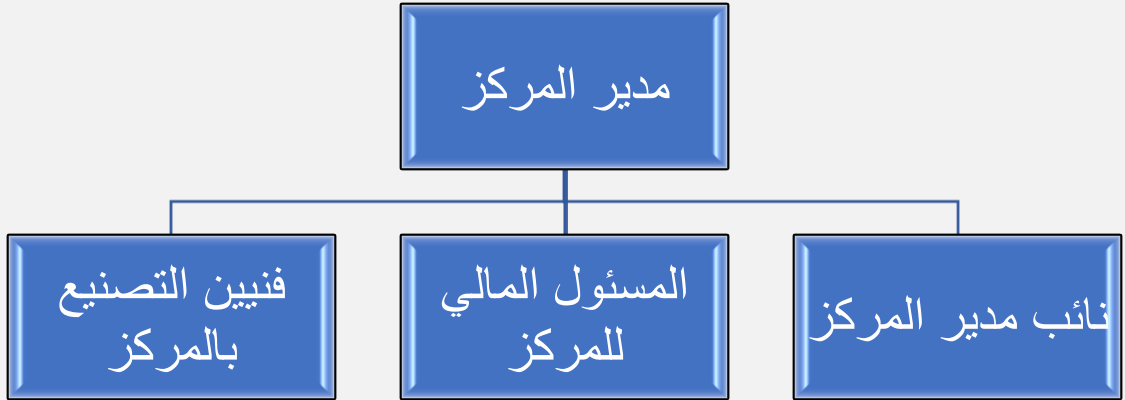 مدير المركز
نائب مدير المركز
المسئول المالي
للمركز
فنيين التصنيع
بالمركز